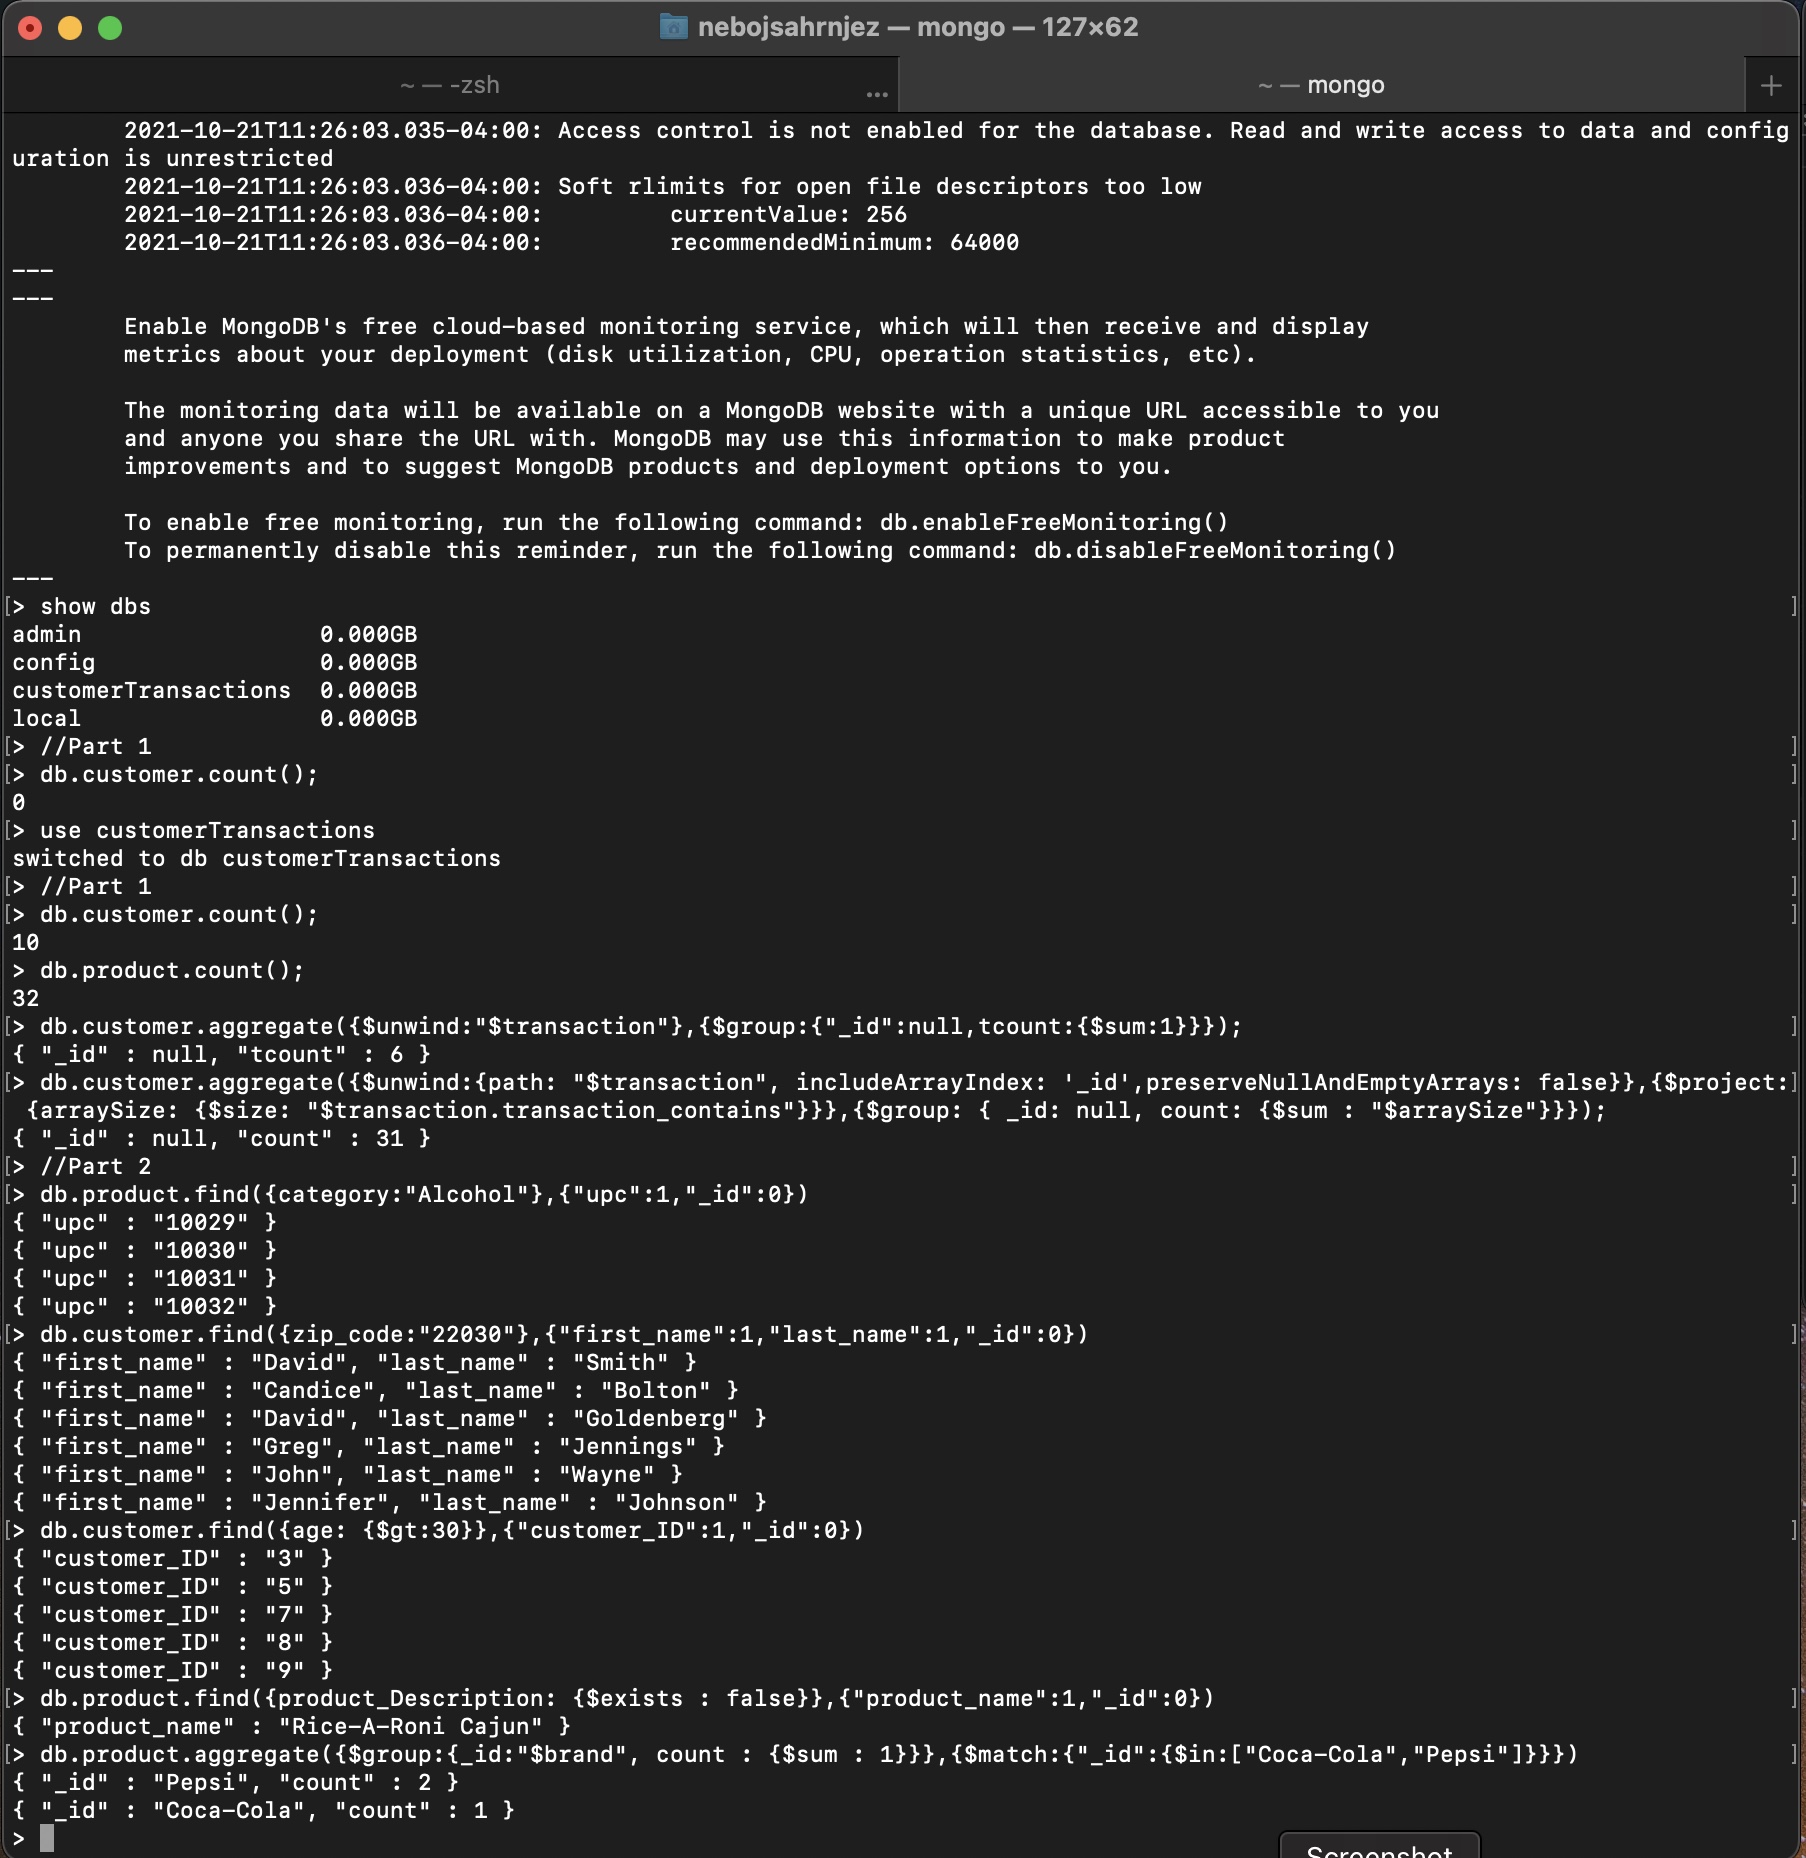 nebojsahrnjez — mongo — 127×62
~ — -zsh
...
~ — mongo
+
2021-10-21T11:26:03.035-04:00: Access control is not enabled for the database. Read and write access to data and config
uration is unrestricted
2021-10-21T11:26:03.036-04:00: Soft rlimits for open file descriptors too low
2021-10-21T11:26:03.036-04:00:         currentValue: 256
2021-10-21T11:26:03.036-04:00:         recommendedMinimum: 64000
---
---
Enable MongoDB's free cloud-based monitoring service, which will then receive and display
metrics about your deployment (disk utilization, CPU, operation statistics, etc).
The monitoring data will be available on a MongoDB website with a unique URL accessible to you
and anyone you share the URL with. MongoDB may use this information to make product
improvements and to suggest MongoDB products and deployment options to you.
To enable free monitoring, run the following command: db.enableFreeMonitoring()
To permanently disable this reminder, run the following command: db.disableFreeMonitoring()
---
[> show dbs ]
admin                 0.000GB
config                0.000GB
customerTransactions  0.000GB
local                 0.000GB
[> //Part 1 ]
[> db.customer.count(); ]
0
[> use customerTransactions ]
switched to db customerTransactions
[> //Part 1 ]
[> db.customer.count(); ]
10
> db.product.count();
32
[> db.customer.aggregate({$unwind:"$transaction"},{$group:{"_id":null,tcount:{$sum:1}}}); ]
{ "_id" : null, "tcount" : 6 }
[> db.customer.aggregate({$unwind:{path: "$transaction", includeArrayIndex: '_id',preserveNullAndEmptyArrays: false}},{$project:]
{arraySize: {$size: "$transaction.transaction_contains"}}},{$group: { _id: null, count: {$sum : "$arraySize"}}});
{ "_id" : null, "count" : 31 }
[> //Part 2 ]
[> db.product.find({category:"Alcohol"},{"upc":1,"_id":0}) ]
{ "upc" : "10029" }
{ "upc" : "10030" }
{ "upc" : "10031" }
{ "upc" : "10032" }
[> db.customer.find({zip_code:"22030"},{"first_name":1,"last_name":1,"_id":0}) ]
{ "first_name" : "David", "last_name" : "Smith" }
{ "first_name" : "Candice", "last_name" : "Bolton" }
{ "first_name" : "David", "last_name" : "Goldenberg" }
{ "first_name" : "Greg", "last_name" : "Jennings" }
{ "first_name" : "John", "last_name" : "Wayne" }
{ "first_name" : "Jennifer", "last_name" : "Johnson" }
[> db.customer.find({age: {$gt:30}},{"customer_ID":1,"_id":0}) ]
{ "customer_ID" : "3" }
{ "customer_ID" : "5" }
{ "customer_ID" : "7" }
{ "customer_ID" : "8" }
{ "customer_ID" : "9" }
[> db.product.find({product_Description: {$exists : false}},{"product_name":1,"_id":0}) ]
{ "product_name" : "Rice-A-Roni Cajun" }
[> db.product.aggregate({$group:{_id:"$brand", count : {$sum : 1}}},{$match:{"_id":{$in:["Coca-Cola","Pepsi"]}}}) ]
{ "_id" : "Pepsi", "count" : 2 }
{ "_id" : "Coca-Cola", "count" : 1 }
>
Screenshot